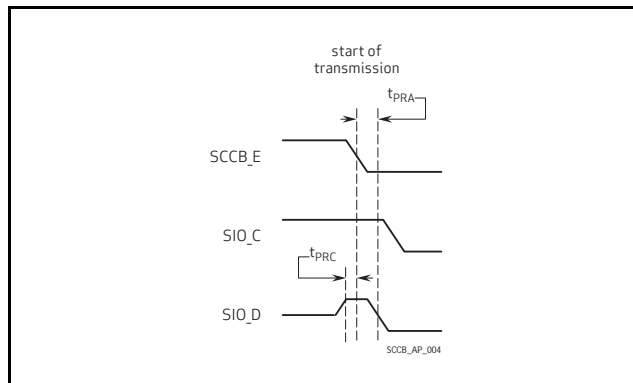 start of
transmission
tPRA
SCCB_E
SIO_C
tPRC
SIO_D
SCCB_AP_004